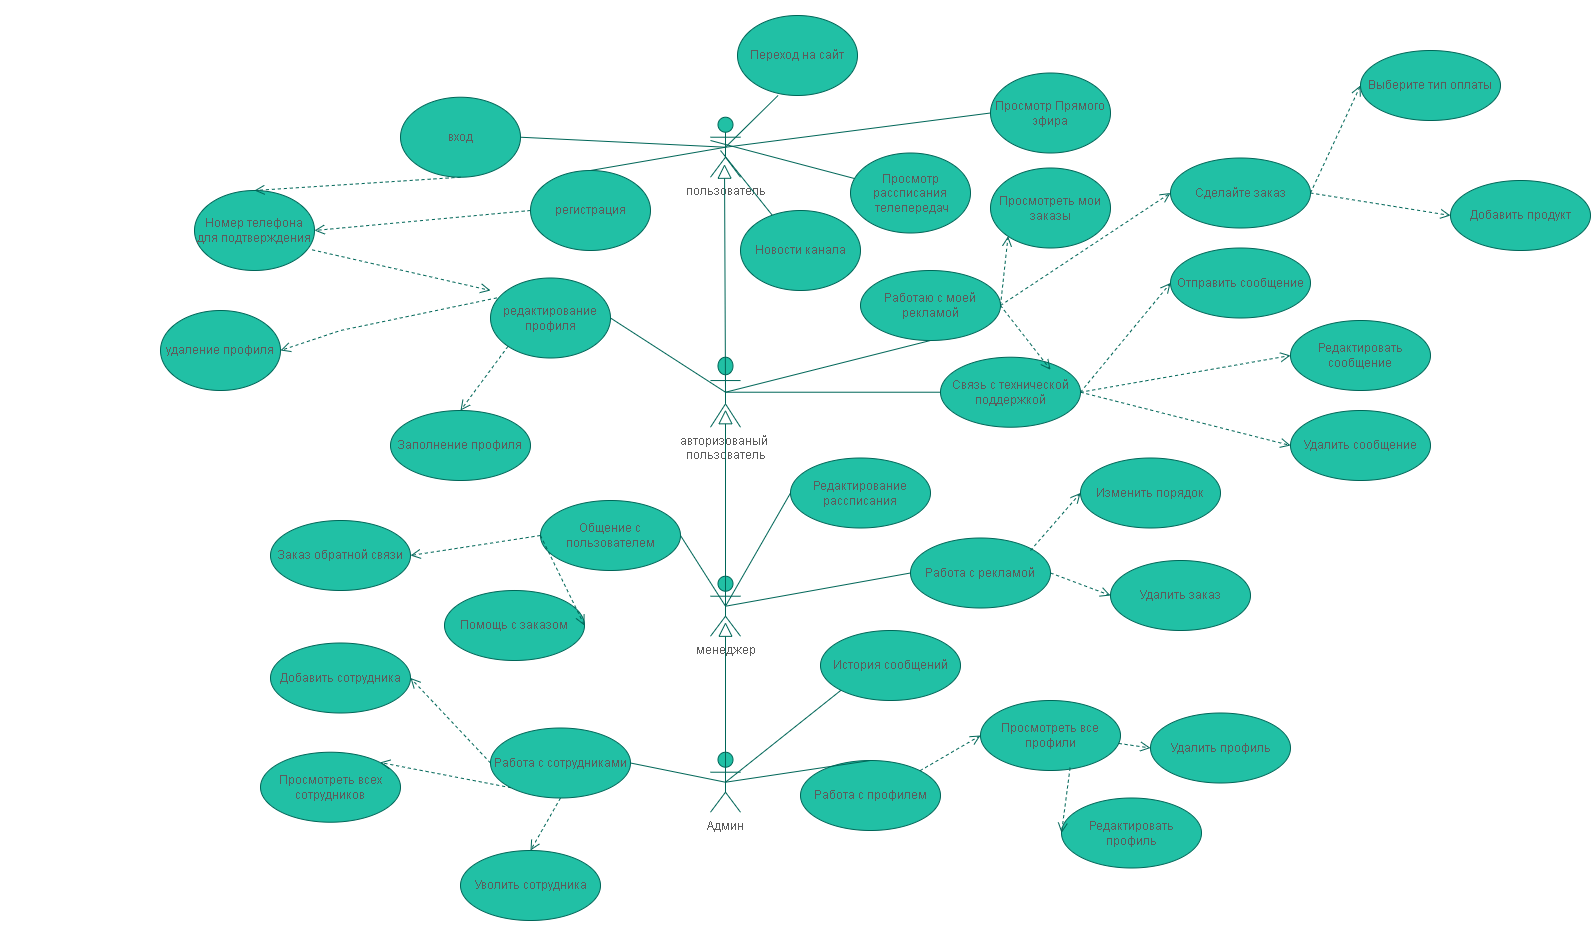 Переход на сайт
Выберите тип оплаты
Просмотр Прямого
эфира
вход
Просмотр
рассписания
телепередач
пользователь
Сделайте заказ
Просмотреть мои
заказы
регистрация
Добавить продукт
Номер телефона
для подтверждения
Новости канала
Отправить сообщение
Работаю с моей
рекламой
редактирование
профиля
удаление профиля
Редактировать
сообщение
Связь с технической
поддержкой
авторизованый
пользователь
Заполнение профиля
Удалить сообщение
Редактирование
рассписания
Изменить порядок
Общение с
пользователем
Заказ обратной связи
Работа с рекламой
Удалить заказ
Помощь с заказом
менеджер
История сообщений
Добавить сотрудника
Просмотреть все
профили
Удалить профиль
Работа с сотрудниками
Просмотреть всех
сотрудников
Работа с профилем
Админ
Редактировать
профиль
Уволить сотрудника